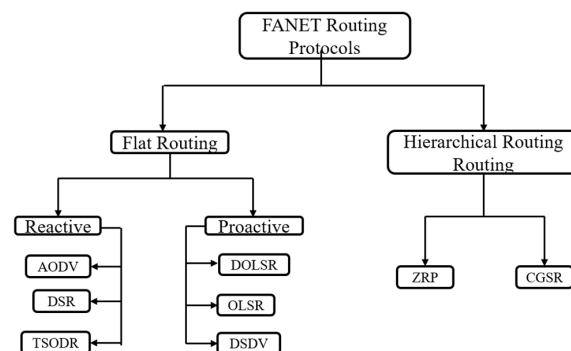 FANET Routing
Protocols
Flat Routing
Hierarchical Routing
Routing
Reactive
Proactive
AODV
DOLSR
ZRP
CGSR
DSR
OLSR
TSODR
DSDV